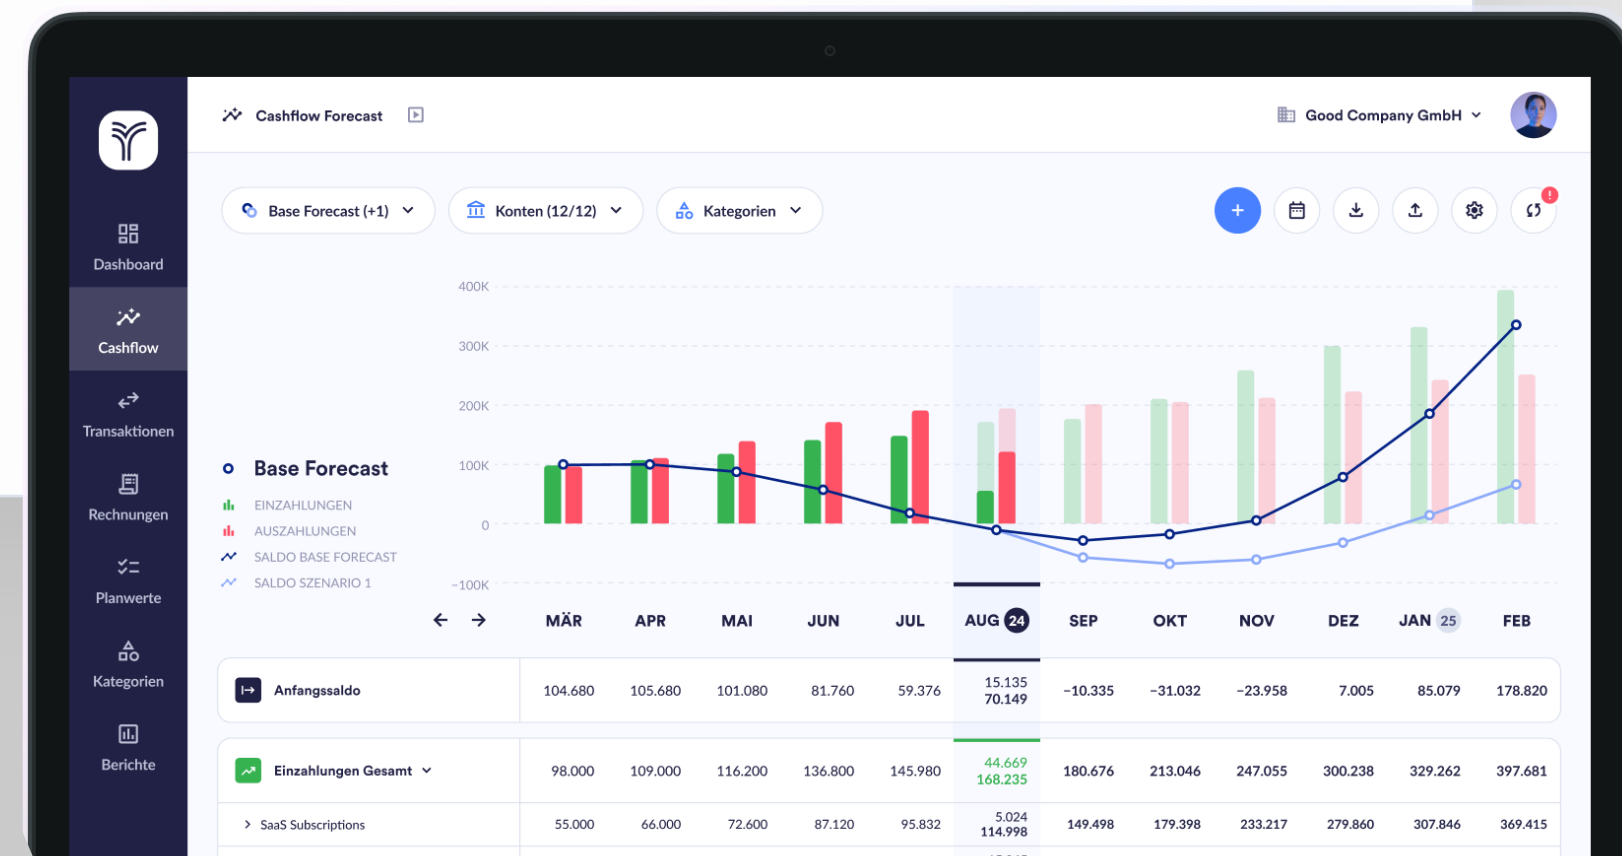 Cashflow Forecast
Good Company GmbH
Base Forecast (+1)
Konten (12/12)
Kategorien
Dashboard
Cashflow
Transaktionen
Rechnungen
Planwerte
Kategorien
Berichte
400K
300K
200K
100K
0
−100K
Base Forecast
EINZAHLUNGEN
AUSZAHLUNGEN
SALDO BASE FORECAST
SALDO SZENARIO 1
MÄR APR MAI JUN JUL AUG 24 SEP OKT NOV DEZ JAN 25 FEB
Anfangssaldo 104.680 105.680 101.080 81.760 59.376 15.135 −10.335 −31.032 −23.958 7.005 85.079 178.820
70.149
Einzahlungen Gesamt 98.000 109.000 116.200 136.800 145.980 44.669 180.676 213.046 247.055 300.238 329.262 397.681
168.235
SaaS Subscriptions 55.000 66.000 72.600 87.120 95.832 5.024 149.498 179.398 233.217 279.860 307.846 369.415
114.998